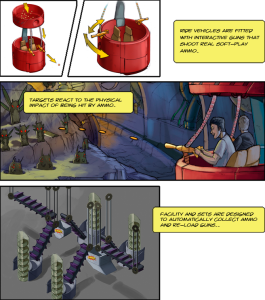 RIDE VEHICLES ARE FITTED
WITH INTERACTIVE GUNS THAT
SHOOT REAL SOFT-PLAY
AMMO.
TARGETS REACT TO THE PHYSICAL
IMPACT OF BEING HIT BY AMMO.
FACILITY AND SETS ARE DESIGNED
TO AUTOMATICALLY COLLECT AMMO
AND RE-LOAD GUNS...